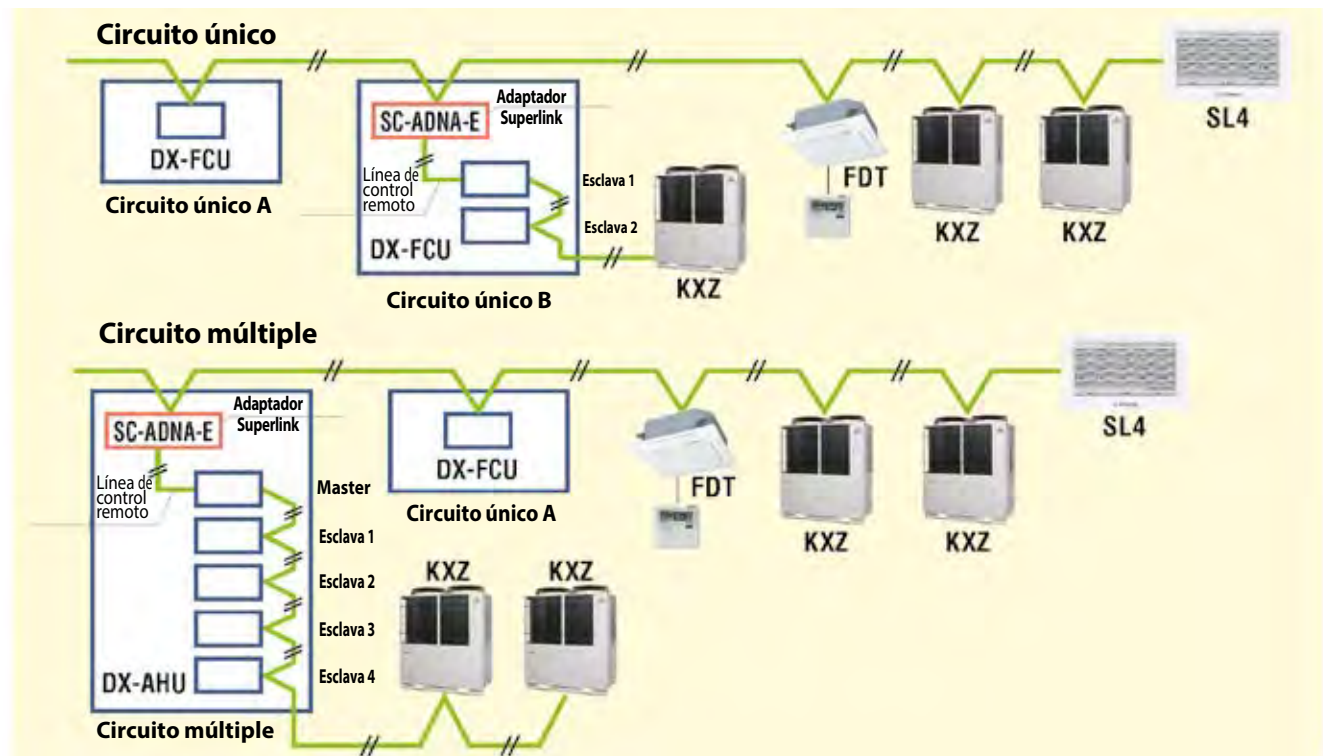 Circuito único
DX-FCU
Circuito único A
SC-ADNA-E
Adaptador
Superlink
Línea de
control
remoto
Esclava 1
Esclava 2
DX-FCU
Circuito único B
KXZ
FDT
KXZ
KXZ
SL4
Circuito múltiple
SC-ADNA-E
Adaptador
Superlink
Línea de
control
remoto
Master
Esclava 1
Esclava 2
Esclava 3
Esclava 4
DX-AHU
Circuito múltiple
DX-FCU
Circuito único A
KXZ
KXZ
FDT
KXZ
KXZ
SL4